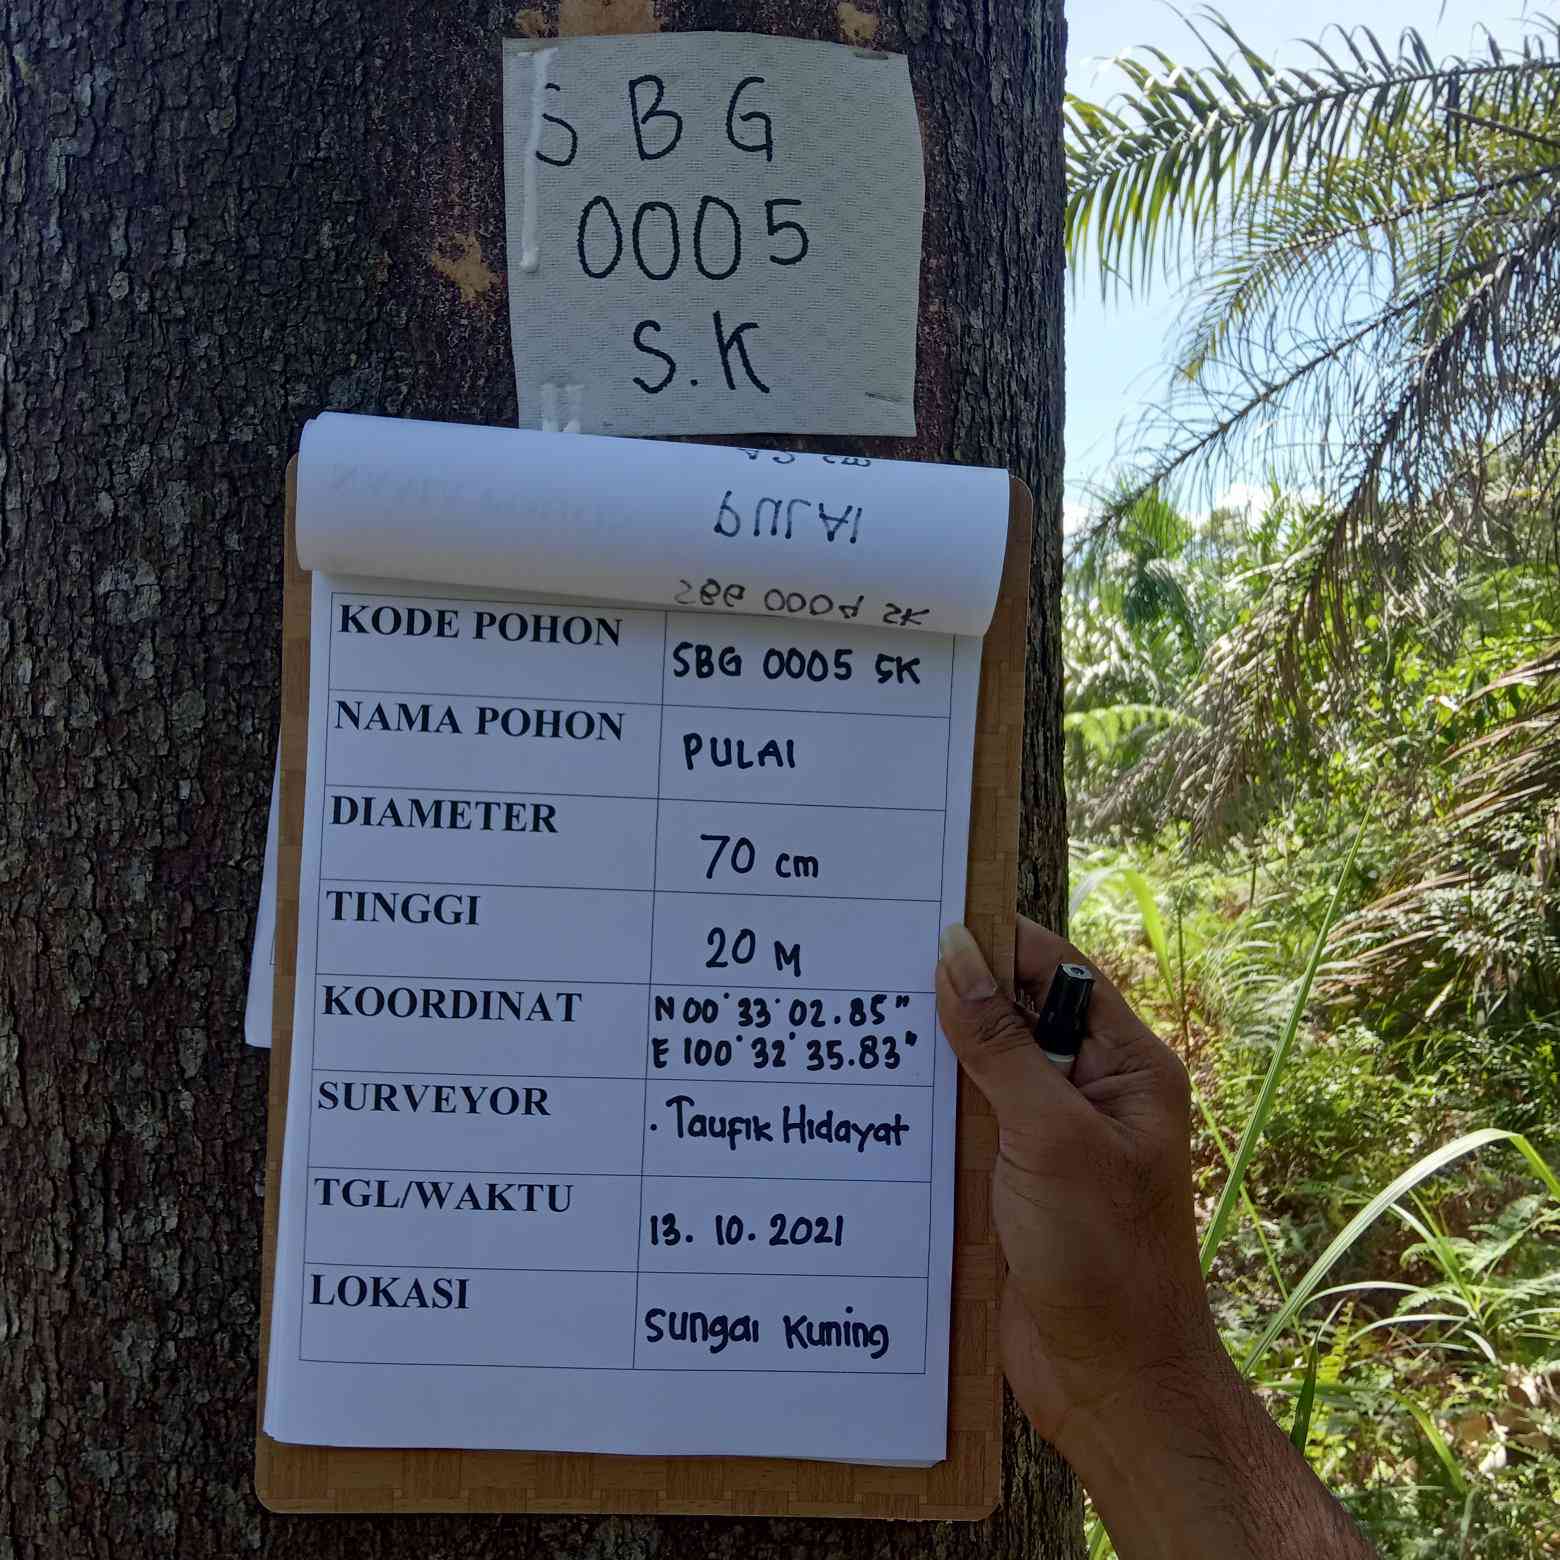 SBG
0005
S.K
PULAI
SBG 0004 SK
KODE POHON SBG 0005 SK
NAMA POHON PULAI
DIAMETER 70 cm
TINGGI 20 M
KOORDINAT N 00° 33' 02.85"
E 100° 32' 35.83"
SURVEYOR . Taufik Hidayat
TGL/WAKTU 13. 10. 2021
LOKASI Sungai Kuning